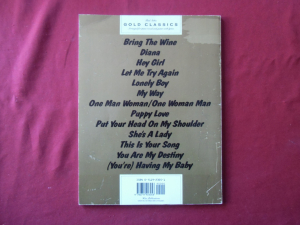 GOLD CLASSICS
Bring The Wine
Diana
Hey Girl
Let Me Try Again
Lonely Boy
My Way
One Man Woman/One Woman Man
Puppy Love
Put Your Head On My Shoulder
She's A Lady
This Is Your Song
You Are My Destiny
(You're) Having My Baby